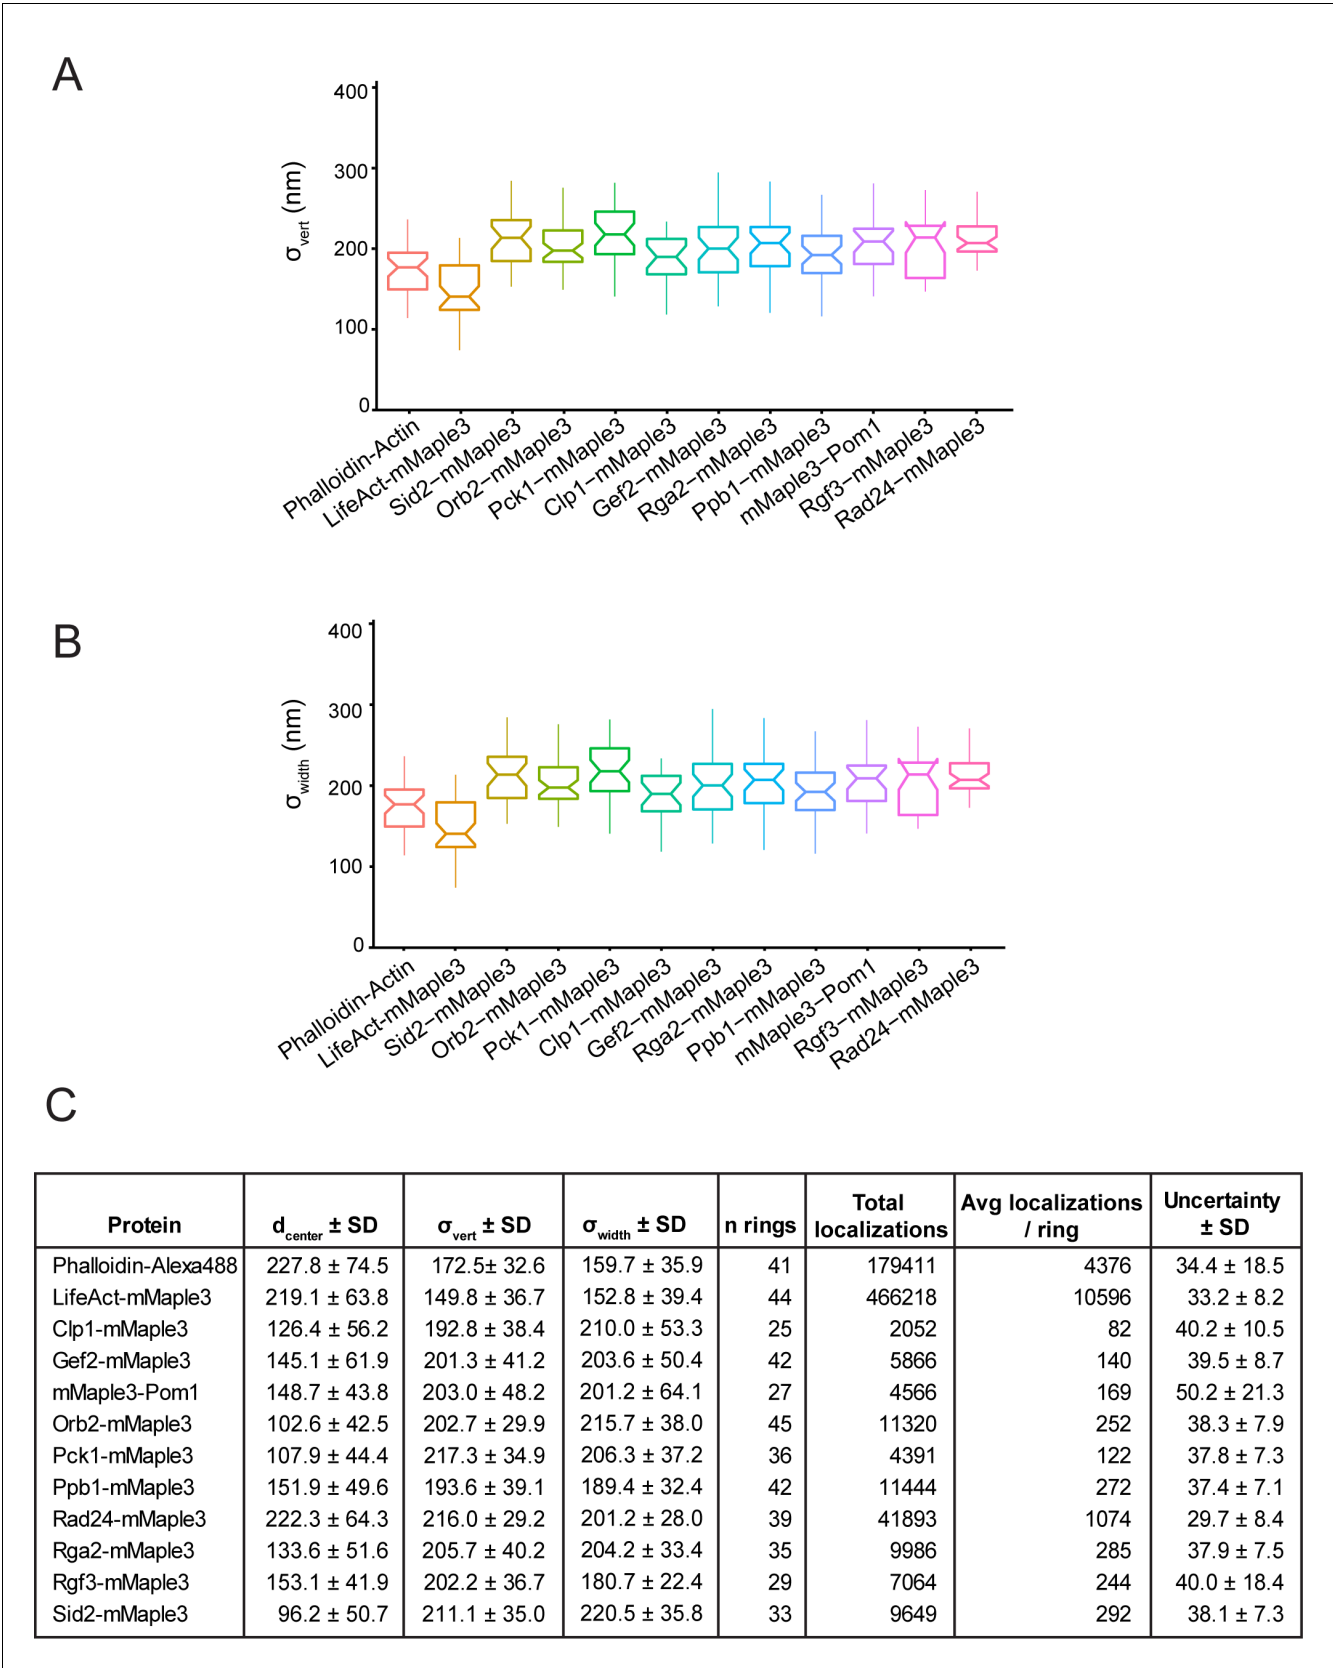 A
400
300
200
100
0
σvert (nm)
Phalloidin-Actin
LifeAct-mMaple3
Sid2−mMaple3
Orb2−mMaple3
Pck1−mMaple3
Clp1−mMaple3
Gef2−mMaple3
Rga2−mMaple3
Ppb1−mMaple3
mMaple3−Pom1
Rgf3−mMaple3
Rad24−mMaple3
B
400
300
200
100
0
σwidth (nm)
Phalloidin-Actin
LifeAct-mMaple3
Sid2−mMaple3
Orb2−mMaple3
Pck1−mMaple3
Clp1−mMaple3
Gef2−mMaple3
Rga2−mMaple3
Ppb1−mMaple3
mMaple3−Pom1
Rgf3−mMaple3
Rad24−mMaple3
C
Protein dcenter ± SD σvert ± SD σwidth ± SD n rings Total localizations Avg localizations / ring Uncertainty ± SD
Phalloidin-Alexa488 227.8 ± 74.5 172.5± 32.6 159.7 ± 35.9 41 179411 4376 34.4 ± 18.5
LifeAct-mMaple3 219.1 ± 63.8 149.8 ± 36.7 152.8 ± 39.4 44 466218 10596 33.2 ± 8.2
Clp1-mMaple3 126.4 ± 56.2 192.8 ± 38.4 210.0 ± 53.3 25 2052 82 40.2 ± 10.5
Gef2-mMaple3 145.1 ± 61.9 201.3 ± 41.2 203.6 ± 50.4 42 5866 140 39.5 ± 8.7
mMaple3-Pom1 148.7 ± 43.8 203.0 ± 48.2 201.2 ± 64.1 27 4566 169 50.2 ± 21.3
Orb2-mMaple3 102.6 ± 42.5 202.7 ± 29.9 215.7 ± 38.0 45 11320 252 38.3 ± 7.9
Pck1-mMaple3 107.9 ± 44.4 217.3 ± 34.9 206.3 ± 37.2 36 4391 122 37.8 ± 7.3
Ppb1-mMaple3 151.9 ± 49.6 193.6 ± 39.1 189.4 ± 32.4 42 11444 272 37.4 ± 7.1
Rad24-mMaple3 222.3 ± 64.3 216.0 ± 29.2 201.2 ± 28.0 39 41893 1074 29.7 ± 8.4
Rga2-mMaple3 133.6 ± 51.6 205.7 ± 40.2 204.2 ± 33.4 35 9986 285 37.9 ± 7.5
Rgf3-mMaple3 153.1 ± 41.9 202.2 ± 36.7 180.7 ± 22.4 29 7064 244 40.0 ± 18.4
Sid2-mMaple3 96.2 ± 50.7 211.1 ± 35.0 220.5 ± 35.8 33 9649 292 38.1 ± 7.3